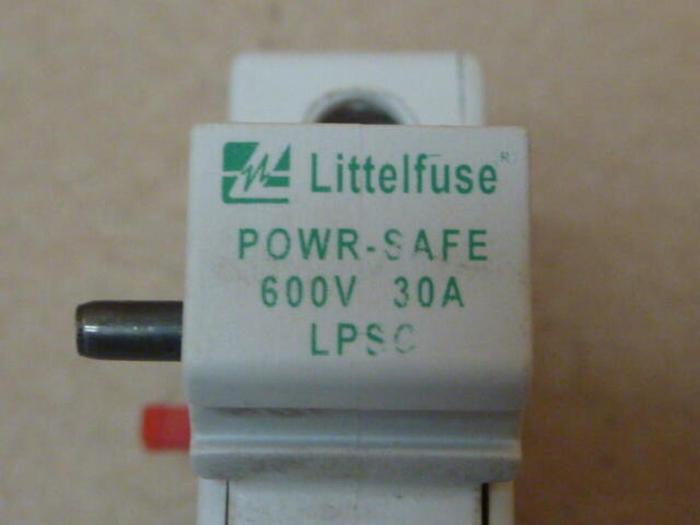 Littelfuse®
POWR-SAFE
600V 30A
LPSC